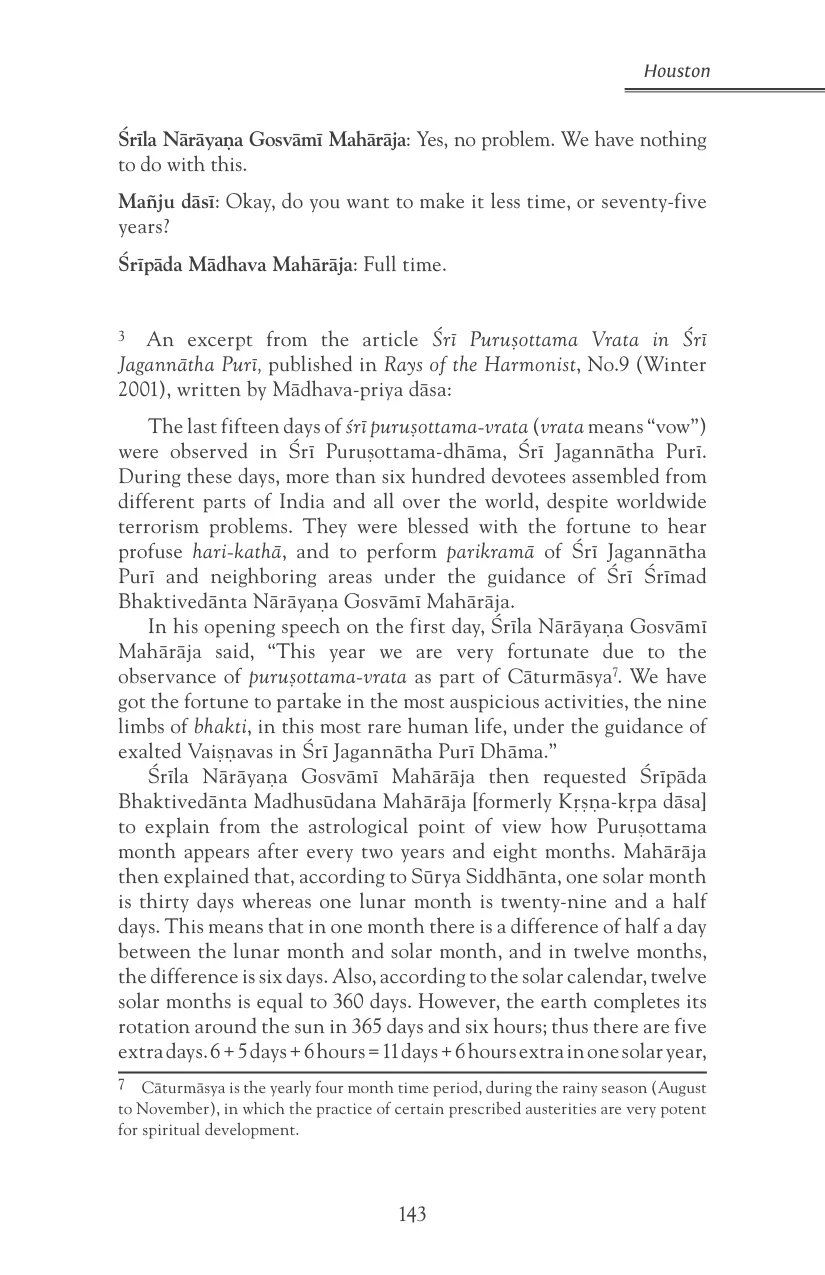 Houston
Śrīla Nārāyaṇa Gosvāmī Mahārāja: Yes, no problem. We have nothing
to do with this.
Mañju dāsī: Okay, do you want to make it less time, or seventy-five
years?
Śrīpāda Mādhava Mahārāja: Full time.
3 An excerpt from the article Śrī Puruṣottama Vrata in Śrī
Jagannātha Purī, published in Rays of the Harmonist, No.9 (Winter
2001), written by Mādhava-priya dāsa:
The last fifteen days of śrī puruṣottama-vrata (vrata means “vow”)
were observed in Śrī Puruṣottama-dhāma, Śrī Jagannātha Purī.
During these days, more than six hundred devotees assembled from
different parts of India and all over the world, despite worldwide
terrorism problems. They were blessed with the fortune to hear
profuse hari-kathā, and to perform parikramā of Śrī Jagannātha
Purī and neighboring areas under the guidance of Śrī Śrīmad
Bhaktivedānta Nārāyaṇa Gosvāmī Mahārāja.
In his opening speech on the first day, Śrīla Nārāyaṇa Gosvāmī
Mahārāja said, “This year we are very fortunate due to the
observance of puruṣottama-vrata as part of Cāturmāsya7. We have
got the fortune to partake in the most auspicious activities, the nine
limbs of bhakti, in this most rare human life, under the guidance of
exalted Vaiṣṇavas in Śrī Jagannātha Purī Dhāma.”
Śrīla Nārāyaṇa Gosvāmī Mahārāja then requested Śrīpāda
Bhaktivedānta Madhusūdana Mahārāja [formerly Kṛṣṇa-kṛpa dāsa]
to explain from the astrological point of view how Puruṣottama
month appears after every two years and eight months. Mahārāja
then explained that, according to Sūrya Siddhānta, one solar month
is thirty days whereas one lunar month is twenty-nine and a half
days. This means that in one month there is a difference of half a day
between the lunar month and solar month, and in twelve months,
the difference is six days. Also, according to the solar calendar, twelve
solar months is equal to 360 days. However, the earth completes its
rotation around the sun in 365 days and six hours; thus there are five
extra days. 6 + 5 days + 6 hours = 11 days + 6 hours extra in one solar year,
7 Cāturmāsya is the yearly four month time period, during the rainy season (August
to November), in which the practice of certain prescribed austerities are very potent
for spiritual development.
143